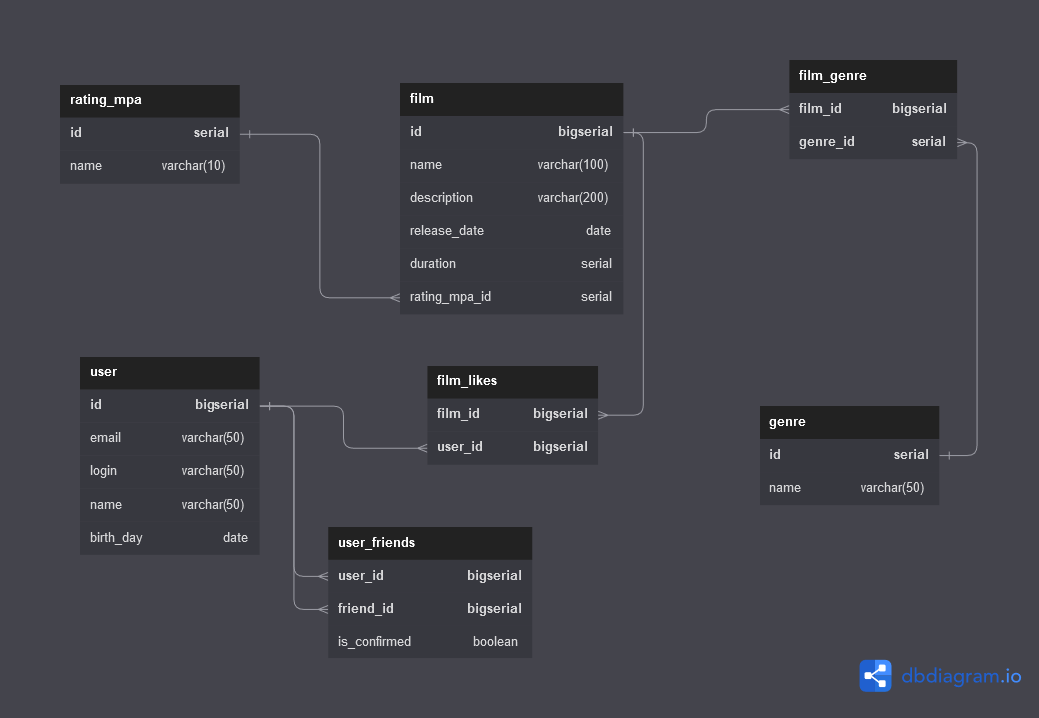 rating_mpa
id serial
name varchar(10)
film
id bigserial
name varchar(100)
description varchar(200)
release_date date
duration serial
rating_mpa_id serial
film_genre
film_id bigserial
genre_id serial
user
id bigserial
email varchar(50)
login varchar(50)
name varchar(50)
birth_day date
film_likes
film_id bigserial
user_id bigserial
genre
id serial
name varchar(50)
user_friends
user_id bigserial
friend_id bigserial
is_confirmed boolean
dbdiagram.io